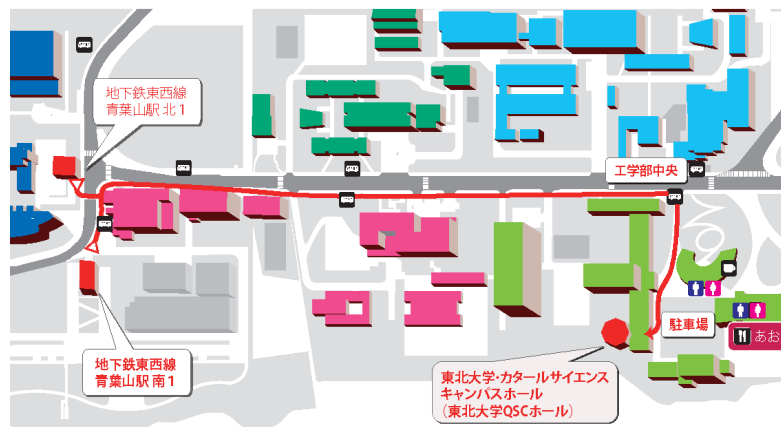 地下鉄東西線
青葉山駅 北1
工学部中央
駐車場
あお
地下鉄東西線
青葉山駅 南1
東北大学・カタールサイエンス
キャンパスホール
(東北大学QSCホール)